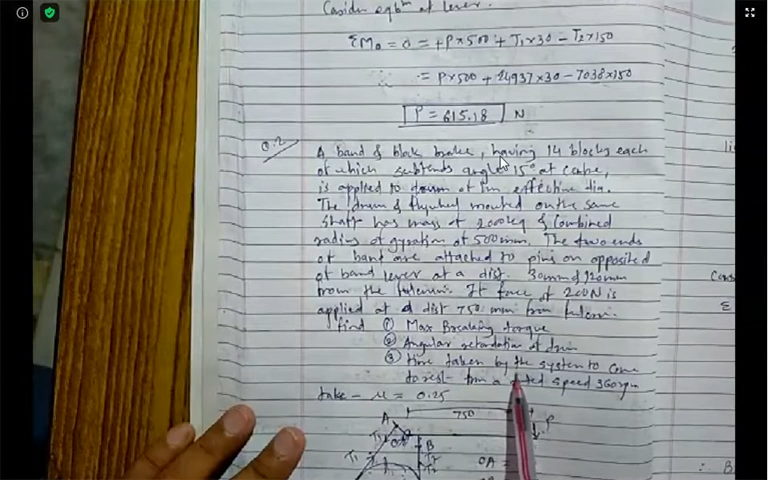 Consider eqbm of lever.
ΣM₀ = 0 = +P×500 + T₁×30 − T₂×150
∴ = P×500 + 24937×30 − 7038×150
P = 615.18 N
Q.2 A band & block brake, having 14 blocks each
of which subtends angle 15° at
is applied to drum of 1m effective dia.
The drum & flywheel mounted on the same
shaft has mass of 2000kg & combined
radius of gyration of 500mm. The two ends
of band are attached to pins on opposited
of band lever at a dist. 30mm & 120mm
from the fulcrum. If force of 200N is
applied at a dist 750 mm from fulcrum.
find ① Max Breaking torque
② Angular retardation of drum
③ time taken by the system to come
to rest from a rated speed 360rpm
take - μ = 0.25
750
A
P
B
T₁
OA =
Cons
Σ
∴ B